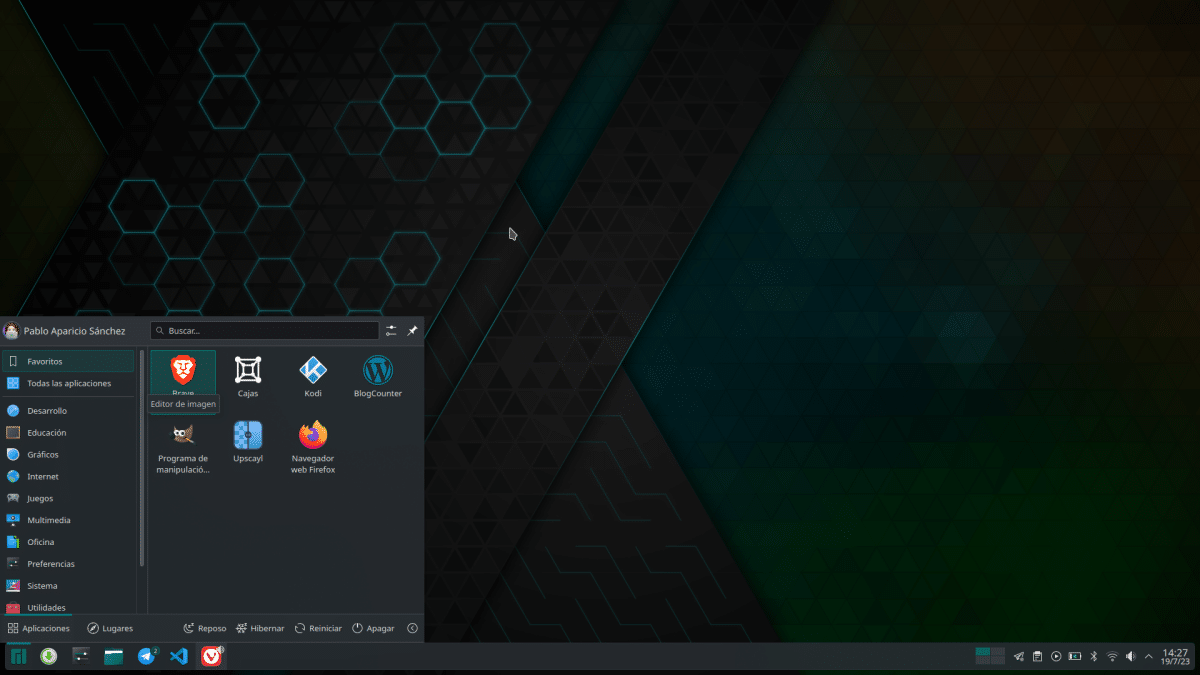 Pablo Aparicio Sánchez
Buscar...
Favoritos
Todas las aplicaciones
Desarrollo
Educación
Gráficos
Internet
Juegos
Multimedia
Oficina
Preferencias
Sistema
Utilidades
Brave
Cajas
Kodi
BlogCounter
Editor de imagen
Programa de
manipulació...
Upscayl
Navegador
web Firefox
Aplicaciones
Lugares
Reposo
Hibernar
Reiniciar
Apagar
2
14:27
19/7/23